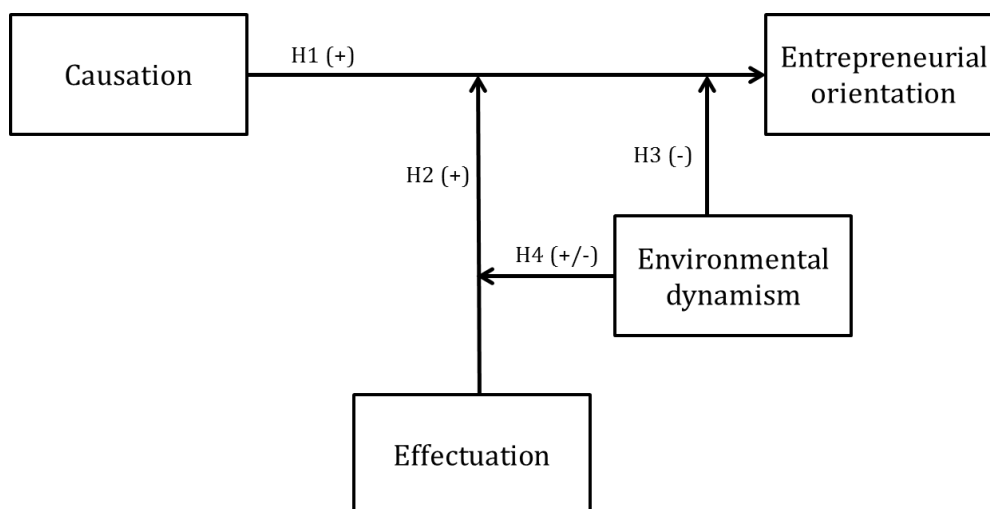 Causation
H1 (+)
Entrepreneurial
orientation
H2 (+)
H3 (-)
H4 (+/-)
Environmental
dynamism
Effectuation